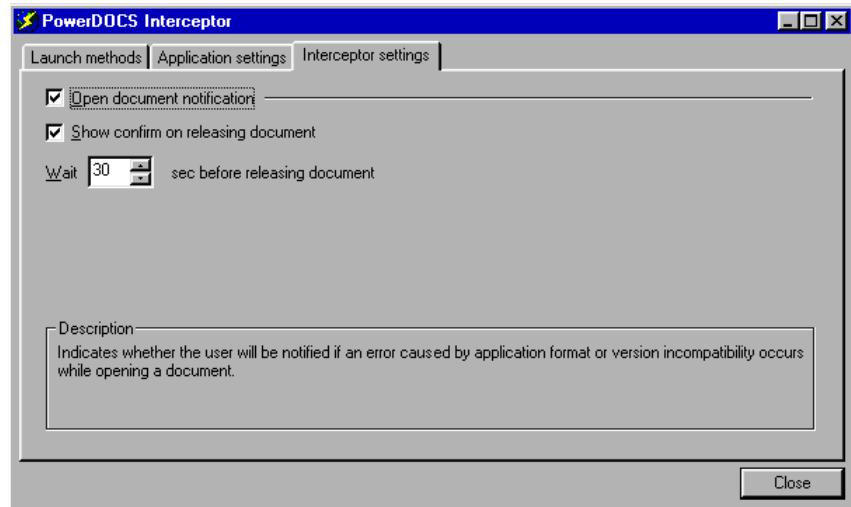 PowerDOCS Interceptor
Launch methods Application settings Interceptor settings
Open document notification
Show confirm on releasing document
Wait 30 sec before releasing document
Description
Indicates whether the user will be notified if an error caused by application format or version incompatibility occurs
while opening a document.
Close